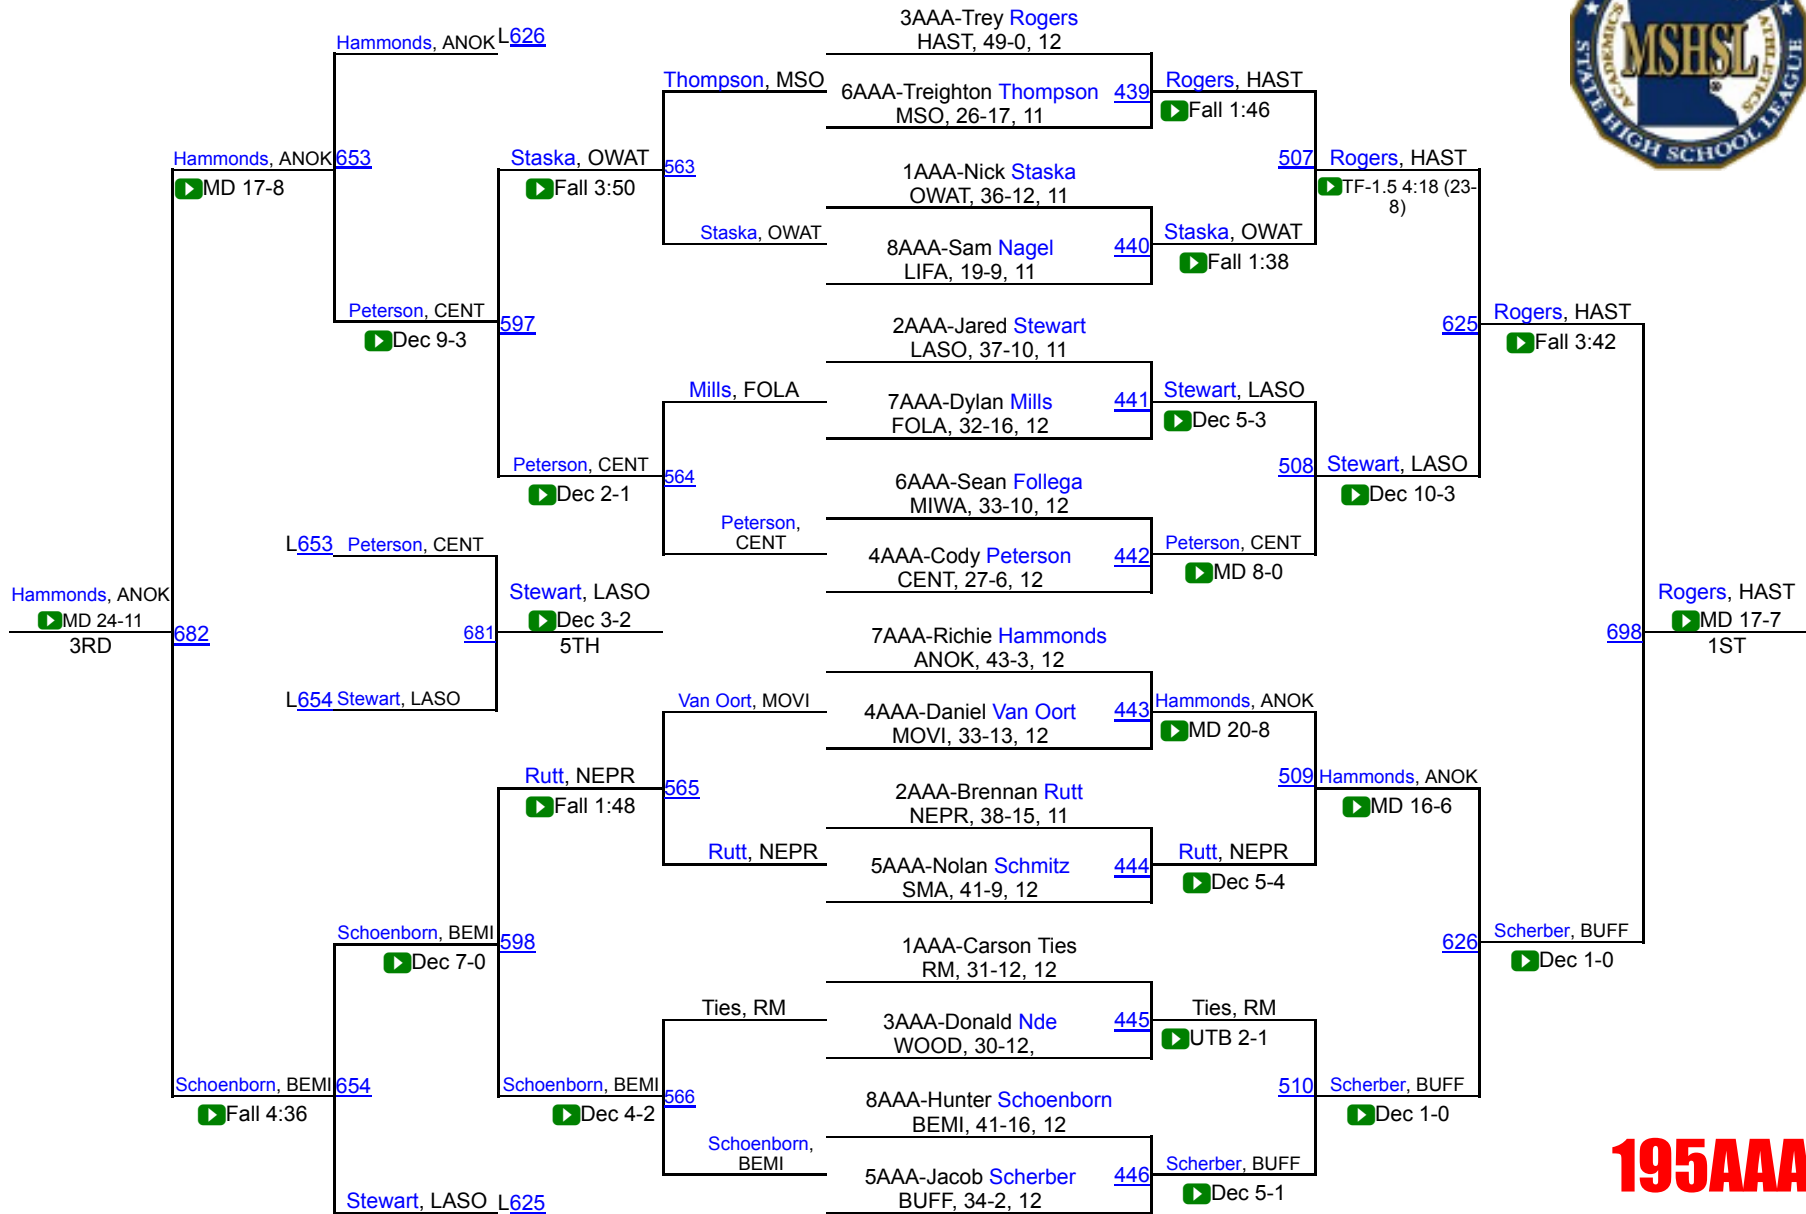 3AAA-Trey Rogers
HAST, 49-0, 12
6AAA-Treighton Thompson
MSO, 26-17, 11
439
1AAA-Nick Staska
OWAT, 36-12, 11
8AAA-Sam Nagel
LIFA, 19-9, 11
440
2AAA-Jared Stewart
LASO, 37-10, 11
7AAA-Dylan Mills
FOLA, 32-16, 12
441
6AAA-Sean Follega
MIWA, 33-10, 12
4AAA-Cody Peterson
CENT, 27-6, 12
442
7AAA-Richie Hammonds
ANOK, 43-3, 12
4AAA-Daniel Van Oort
MOVI, 33-13, 12
443
2AAA-Brennan Rutt
NEPR, 38-15, 11
5AAA-Nolan Schmitz
SMA, 41-9, 12
444
1AAA-Carson Ties
RM, 31-12, 12
3AAA-Donald Nde
WOOD, 30-12,
445
8AAA-Hunter Schoenborn
BEMI, 41-16, 12
5AAA-Jacob Scherber
BUFF, 34-2, 12
446
Rogers, HAST
Fall 1:46
507
Staska, OWAT
Fall 1:38
Stewart, LASO
Dec 5-3
508
Peterson, CENT
MD 8-0
Hammonds, ANOK
MD 20-8
509
Rutt, NEPR
Dec 5-4
Ties, RM
UTB 2-1
510
Scherber, BUFF
Dec 5-1
Rogers, HAST
TF-1.5 4:18 (23-
8)
625
Stewart, LASO
Dec 10-3
Hammonds, ANOK
MD 16-6
626
Scherber, BUFF
Dec 1-0
Rogers, HAST
Fall 3:42
698
Scherber, BUFF
Dec 1-0
Rogers, HAST
MD 17-7
1ST
Thompson, MSO
563
Staska, OWAT
Mills, FOLA
564
Peterson,
CENT
Van Oort, MOVI
565
Rutt, NEPR
Ties, RM
566
Schoenborn,
BEMI
Staska, OWAT
Fall 3:50
597
Peterson, CENT
Dec 2-1
Rutt, NEPR
Fall 1:48
598
Schoenborn, BEMI
Dec 4-2
Hammonds, ANOK L626
653
Peterson, CENT
Dec 9-3
Schoenborn, BEMI
Dec 7-0
654
Stewart, LASO L625
Hammonds, ANOK
MD 17-8
682
Schoenborn, BEMI
Fall 4:36
L653 Peterson, CENT
681
L654 Stewart, LASO
Stewart, LASO
Dec 3-2
5TH
Hammonds, ANOK
MD 24-11
3RD
ACADEMICS
MSHSL
ATHLETICS
STATE HIGH SCHOOL LEAGUE
195AAA